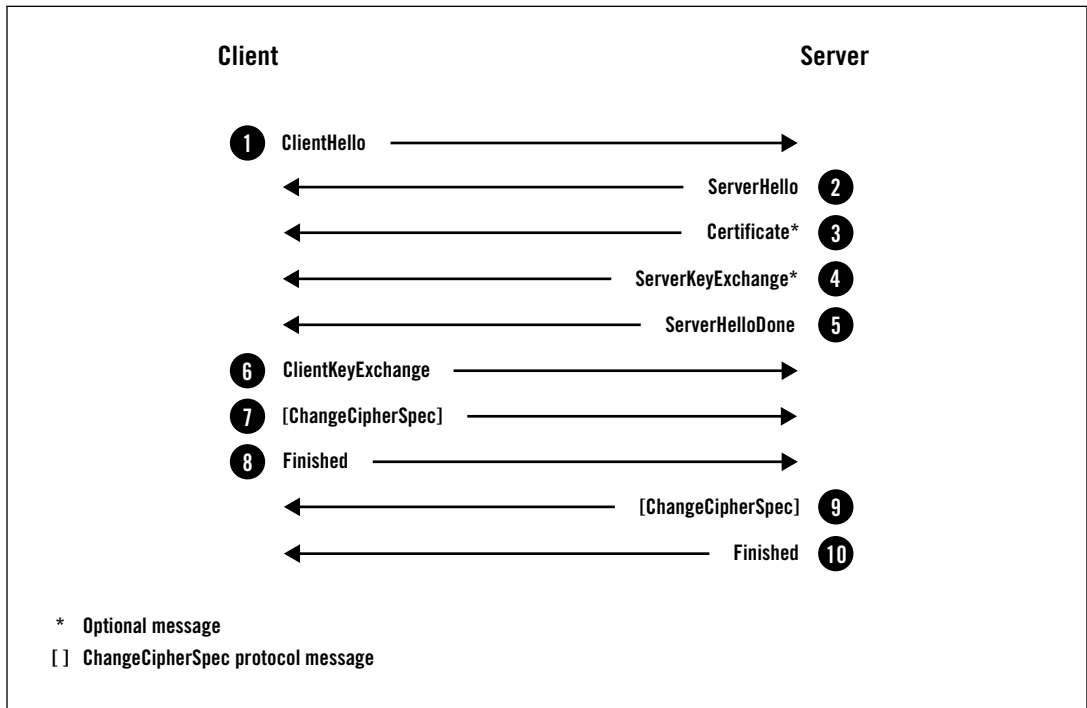 Client Server
1 ClientHello
ServerHello 2
Certificate* 3
ServerKeyExchange* 4
ServerHelloDone 5
6 ClientKeyExchange
7 [ChangeCipherSpec]
8 Finished
[ChangeCipherSpec] 9
Finished 10
* Optional message
[ ] ChangeCipherSpec protocol message